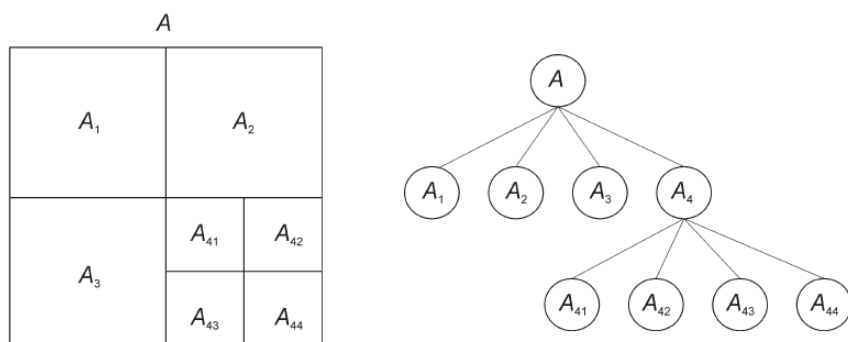 A
A₁ A₂
A₃ A₄₁ A₄₂
A₄₃ A₄₄
A
A₁ A₂ A₃ A₄
A₄₁ A₄₂ A₄₃ A₄₄